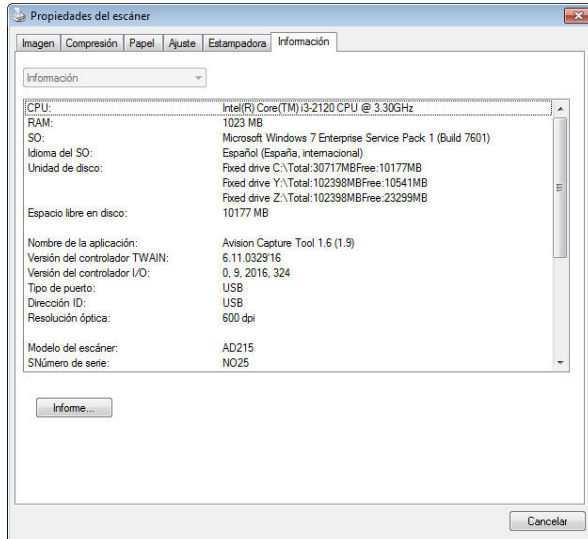 Propiedades del escáner
Imagen Compresión Papel Ajuste Estampadora Información
Información
CPU: Intel(R) Core(TM) i3-2120 CPU @ 3.30GHz
RAM: 1023 MB
SO: Microsoft Windows 7 Enterprise Service Pack 1 (Build 7601)
Idioma del SO: Español (España, internacional)
Unidad de disco: Fixed drive C:\Total:30717MBFree:10177MB
Fixed drive Y:\Total:102398MBFree:10541MB
Fixed drive Z:\Total:102398MBFree:23299MB
Espacio libre en disco: 10177 MB
Nombre de la aplicación: Avision Capture Tool 1.6 (1.9)
Versión del controlador TWAIN: 6.11.0329'16
Versión del controlador I/O: 0, 9, 2016, 324
Tipo de puerto: USB
Dirección ID: USB
Resolución óptica: 600 dpi
Modelo del escáner: AD215
SNúmero de serie: NO25
Informe...
Cancelar